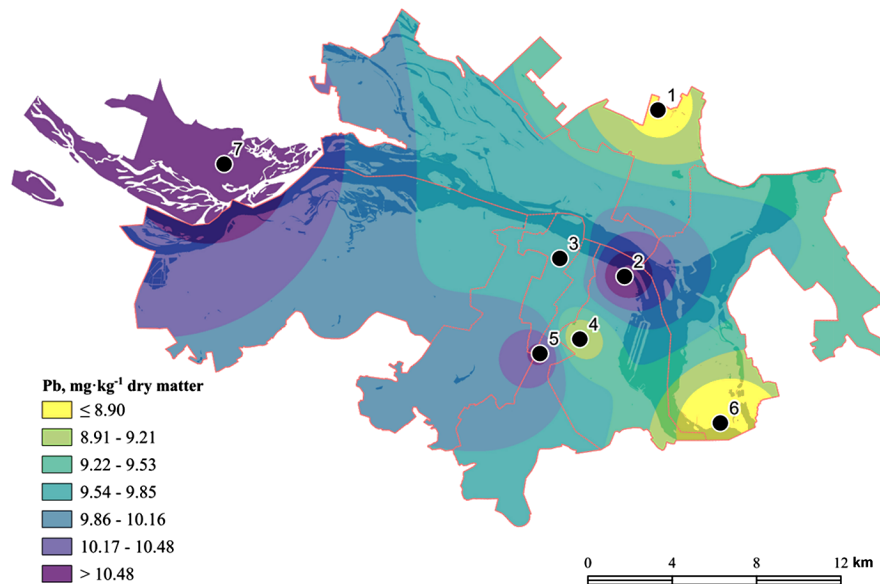 1
7
3
2
4
5
6
Pb, mg·kg⁻¹ dry matter
≤ 8.90
8.91 - 9.21
9.22 - 9.53
9.54 - 9.85
9.86 - 10.16
10.17 - 10.48
> 10.48
0 4 8 12 km